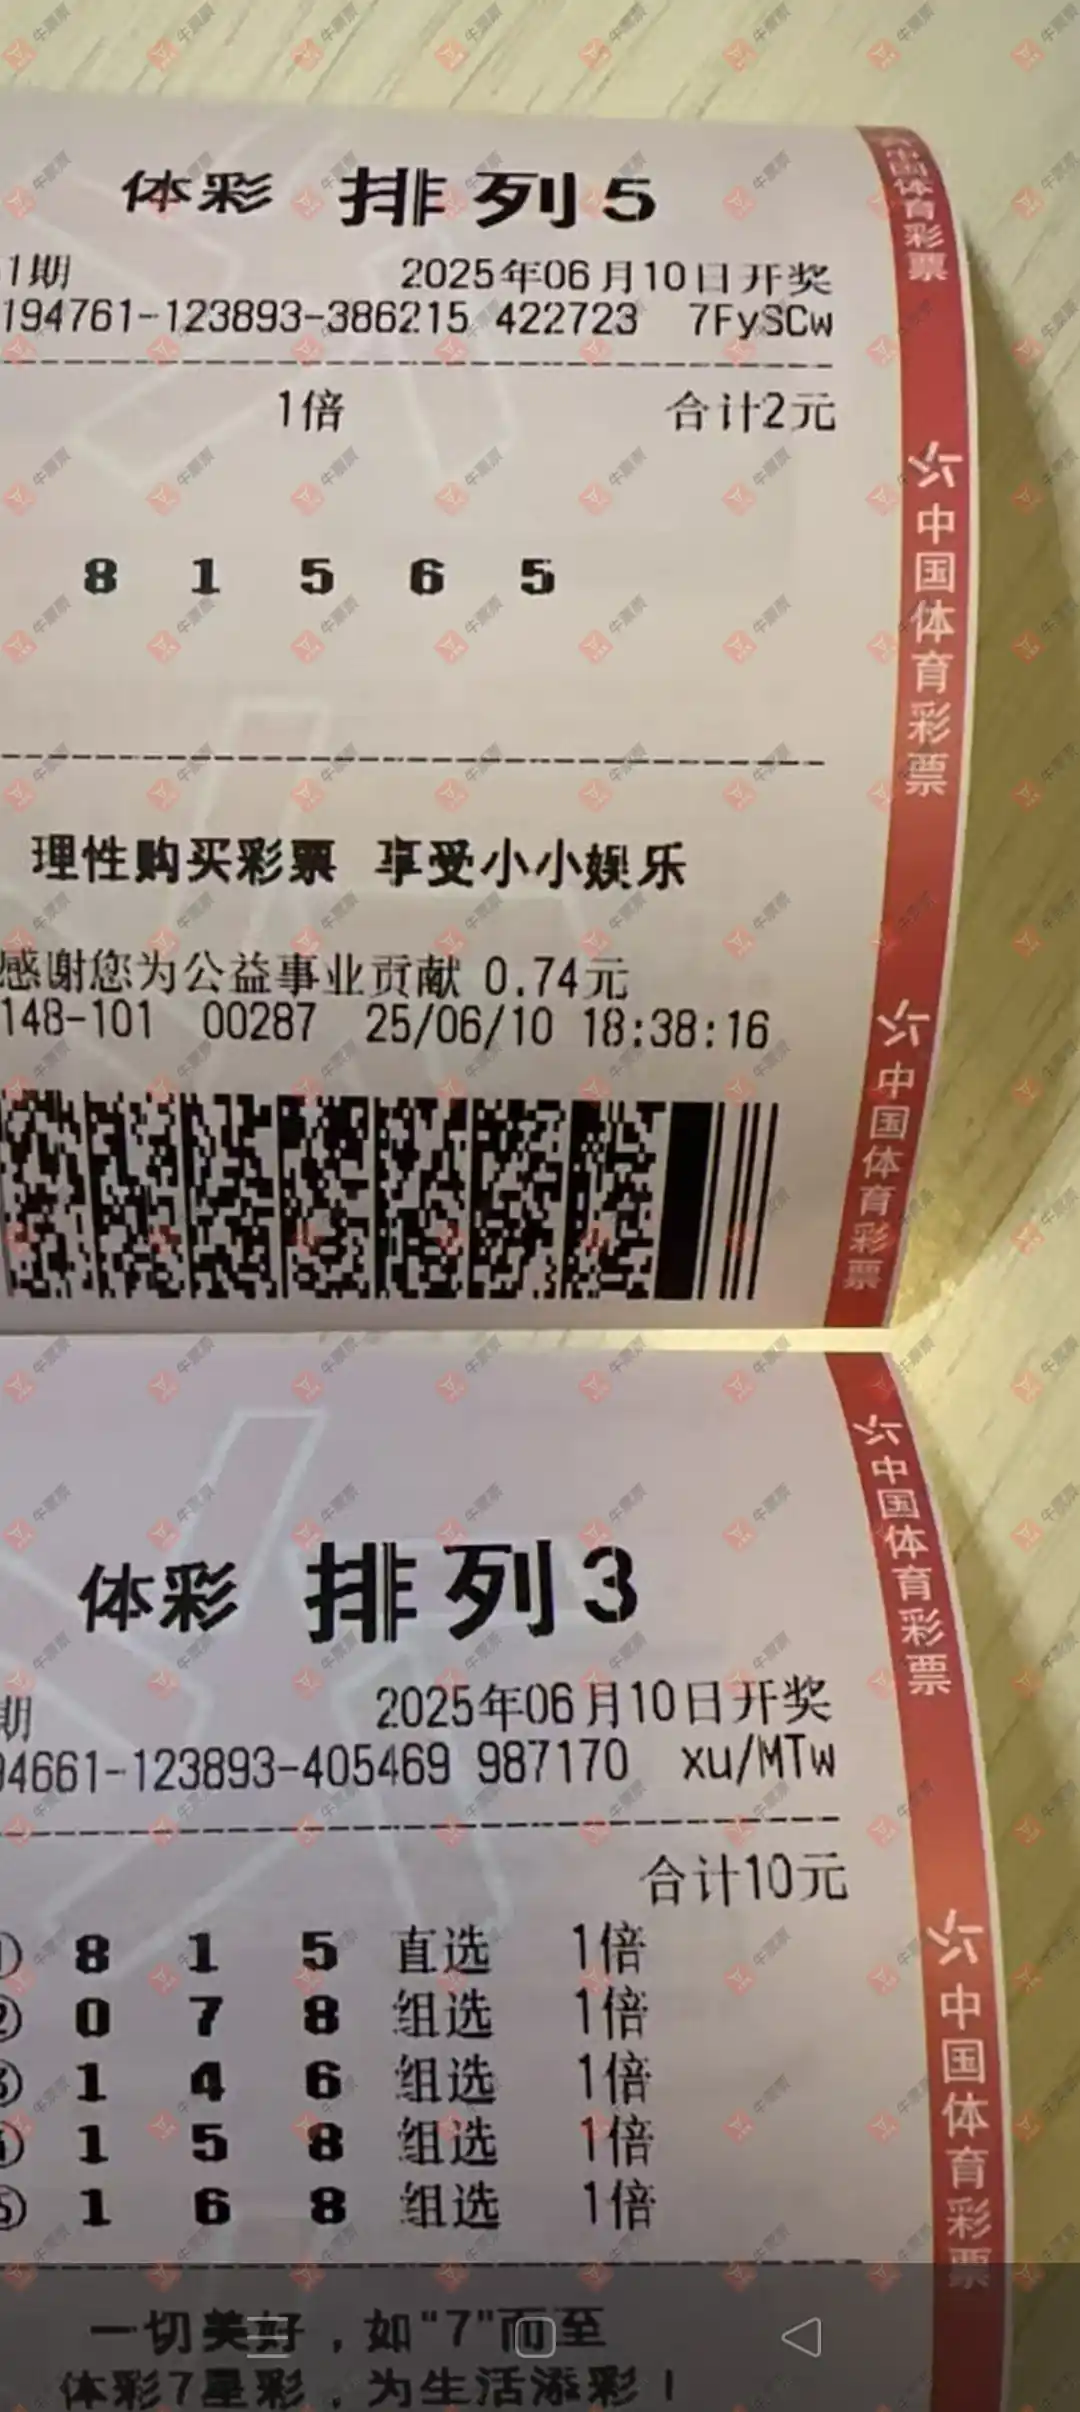 体彩 排列5
1期 2025年06月10日开奖
194761-123893-386215 422723 7FySCw
1倍 合计2元
8 1 5 6 5
理性购买彩票 享受小小娱乐
感谢您为公益事业贡献 0.74元
148-101 00287 25/06/10 18:38:16
中国体育彩票
中国体育彩票
中国体育彩票
体彩 排列3
期 2025年06月10日开奖
94661-123893-405469 987170 xu/MTw
合计10元
① 8 1 5 直选 1倍
② 0 7 8 组选 1倍
③ 1 4 6 组选 1倍
④ 1 5 8 组选 1倍
⑤ 1 6 8 组选 1倍
一切美好，如“7”而至
体彩7星彩，为生活添彩！
中国体育彩票
中国体育彩票